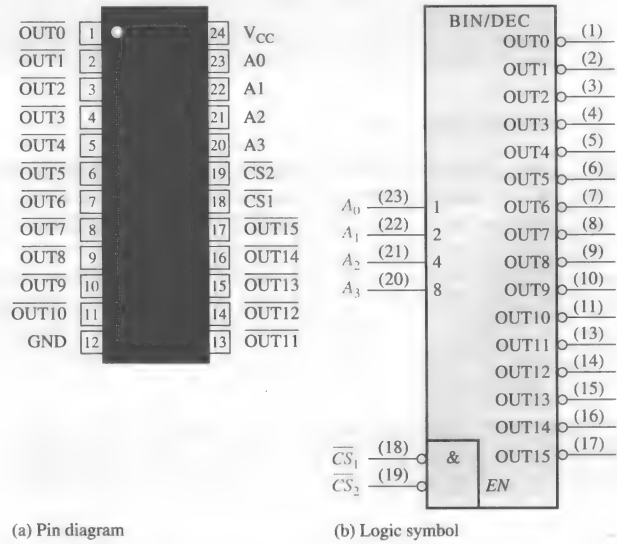 OUT0 1 24 VCC
OUT1 2 23 A0
OUT2 3 22 A1
OUT3 4 21 A2
OUT4 5 20 A3
OUT5 6 19 CS2
OUT6 7 18 CS1
OUT7 8 17 OUT15
OUT8 9 16 OUT14
OUT9 10 15 OUT13
OUT10 11 14 OUT12
GND 12 13 OUT11
(a) Pin diagram
BIN/DEC
OUT0 (1)
OUT1 (2)
OUT2 (3)
OUT3 (4)
OUT4 (5)
OUT5 (6)
A0 (23) 1 OUT6 (7)
A1 (22) 2 OUT7 (8)
A2 (21) 4 OUT8 (9)
A3 (20) 8 OUT9 (10)
OUT10 (11)
OUT11 (13)
OUT12 (14)
OUT13 (15)
OUT14 (16)
CS1 (18) & OUT15 (17)
CS2 (19) EN
(b) Logic symbol